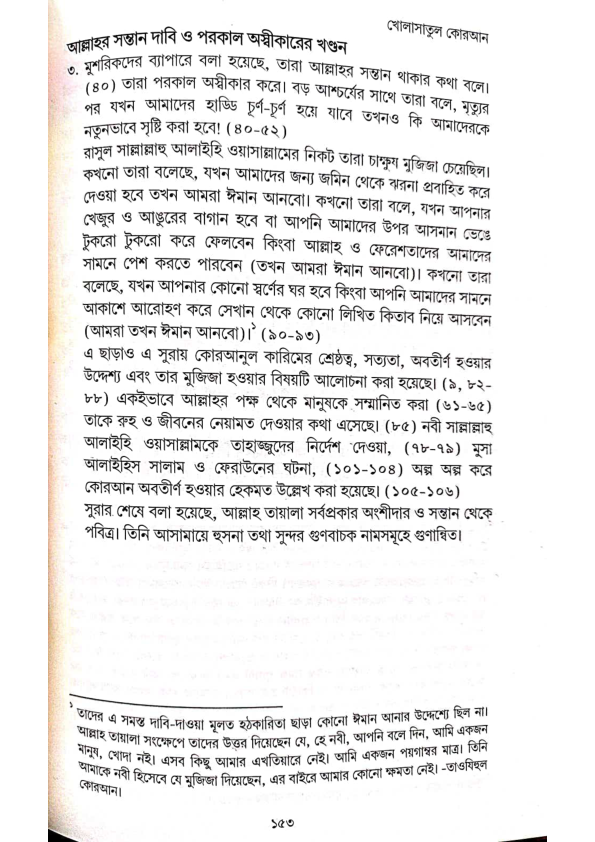 খোলাসাতুল কোরআন
আল্লাহর সন্তান দাবি ও পরকাল অস্বীকারের খণ্ডন
৩. মুশরিকদের ব্যাপারে বলা হয়েছে, তারা আল্লাহর সন্তান থাকার কথা বলে।
(৪০) তারা পরকাল অস্বীকার করে। বড় আশ্চর্যের সাথে তারা বলে, মৃত্যুর
পর যখন আমাদের হাড্ডি চূর্ণ-চূর্ণ হয়ে যাবে তখনও কি আমাদেরকে
নতুনভাবে সৃষ্টি করা হবে! (৪০-৫২)
রাসুল সাল্লাল্লাহু আলাইহি ওয়াসাল্লামের নিকট তারা চাক্ষুষ মুজিজা চেয়েছিল।
কখনো তারা বলেছে, যখন আমাদের জন্য জমিন থেকে ঝরনা প্রবাহিত করে
দেওয়া হবে তখন আমরা ঈমান আনবো। কখনো তারা বলে, যখন আপনার
খেজুর ও আঙুরের বাগান হবে বা আপনি আমাদের উপর আসমান ভেঙে
টুকরো টুকরো করে ফেলবেন কিংবা আল্লাহ ও ফেরেশতাদের আমাদের
সামনে পেশ করতে পারবেন (তখন আমরা ঈমান আনবো)। কখনো তারা
বলেছে, যখন আপনার কোনো স্বর্ণের ঘর হবে কিংবা আপনি আমাদের সামনে
আকাশে আরোহণ করে সেখান থেকে কোনো লিখিত কিতাব নিয়ে আসবেন
(আমরা তখন ঈমান আনবো)।১ (৯০-৯৩)
এ ছাড়াও এ সুরায় কোরআনুল কারিমের শ্রেষ্ঠত্ব, সত্যতা, অবতীর্ণ হওয়ার
উদ্দেশ্য এবং তার মুজিজা হওয়ার বিষয়টি আলোচনা করা হয়েছে। (৯, ৮২-
৮৮) একইভাবে আল্লাহর পক্ষ থেকে মানুষকে সম্মানিত করা (৬১-৬৫)
তাকে রুহ ও জীবনের নেয়ামত দেওয়ার কথা এসেছে। (৮৫) নবী সাল্লাল্লাহু
আলাইহি ওয়াসাল্লামকে তাহাজ্জুদের নির্দেশ দেওয়া, (৭৮-৭৯) মুসা
আলাইহিস সালাম ও ফেরাউনের ঘটনা, (১০১-১০৪) অল্প অল্প করে
কোরআন অবতীর্ণ হওয়ার হেকমত উল্লেখ করা হয়েছে। (১০৫-১০৬)
সুরার শেষে বলা হয়েছে, আল্লাহ তায়ালা সর্বপ্রকার অংশীদার ও সন্তান থেকে
পবিত্র। তিনি আসামায়ে হুসনা তথা সুন্দর গুণবাচক নামসমূহে গুণান্বিত।
১ তাদের এ সমস্ত দাবি-দাওয়া মূলত হঠকারিতা ছাড়া কোনো ঈমান আনার উদ্দেশ্যে ছিল না।
আল্লাহ তায়ালা সংক্ষেপে তাদের উত্তর দিয়েছেন যে, হে নবী, আপনি বলে দিন, আমি একজন
মানুষ, খোদা নই। এসব কিছু আমার এখতিয়ারে নেই। আমি একজন পয়গাম্বর মাত্র। তিনি
আমাকে নবী হিসেবে যে মুজিজা দিয়েছেন, এর বাইরে আমার কোনো ক্ষমতা নেই। -তাওযিহুল
কোরআন।
১৫৩